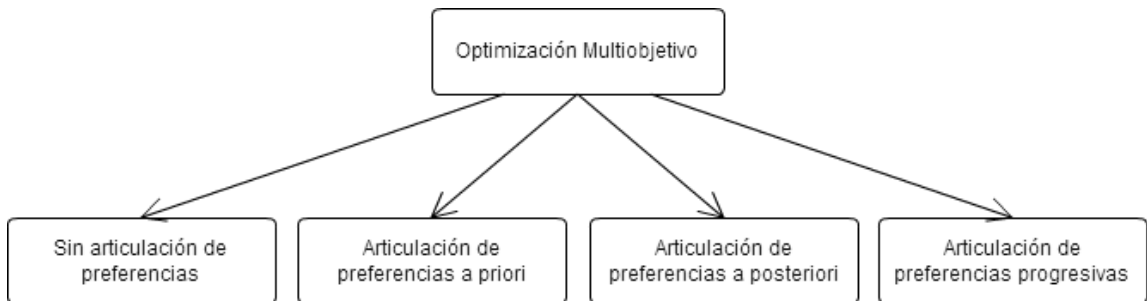 Optimización Multiobjetivo
Sin articulación de
preferencias
Articulación de
preferencias a priori
Articulación de
preferencias a posteriori
Articulación de
preferencias progresivas